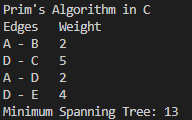 Prim's Algorithm in C
Edges   Weight
A - B   2
D - C   5
A - D   2
D - E   4
Minimum Spanning Tree: 13